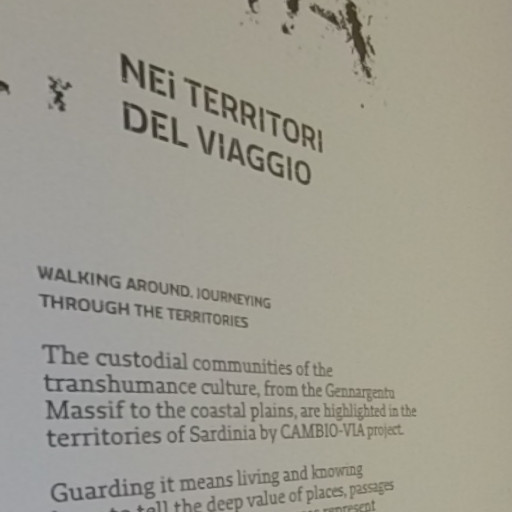 NEi TERRITORI
DEL VIAGGIO
WALKING AROUND, JOURNEYING
THROUGH THE TERRITORIES
The custodial communities of the
transhumance culture, from the Gennargentu
Massif to the coastal plains, are highlighted in the
territories of Sardinia by CAMBIO-VIA project.
Guarding it means living and knowing
to tell the deep value of places, passages
represent